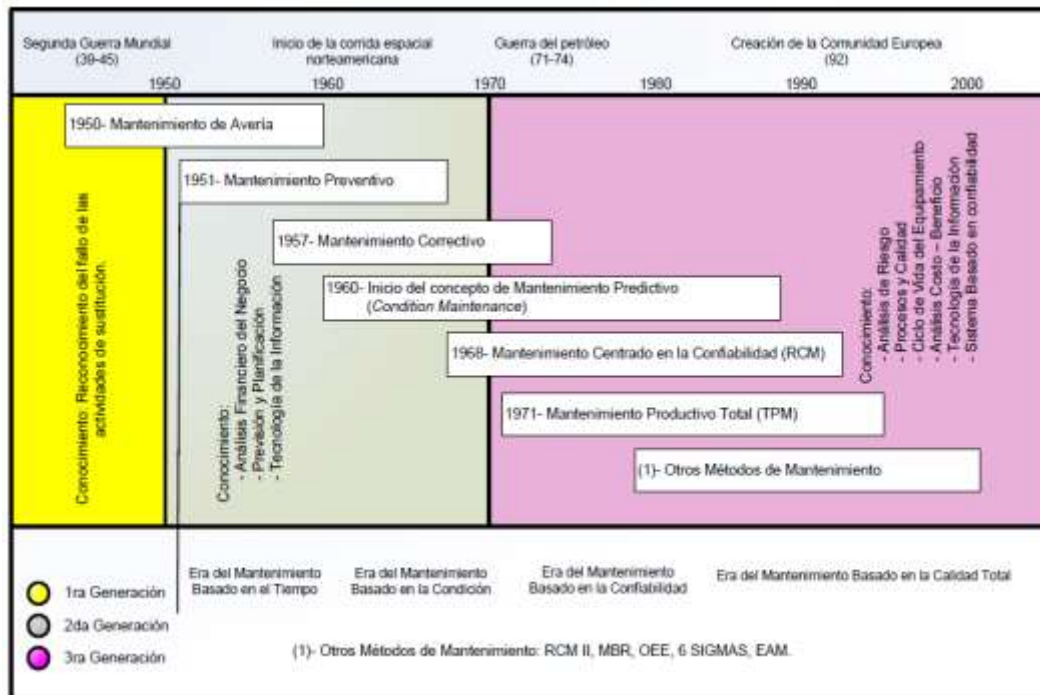 Segunda Guerra Mundial
(39-45)
Inicio de la corrida espacial
norteamericana
Guerra del petróleo
(71-74)
Creación de la Comunidad Europea
(92)
1950
1960
1970
1980
1990
2000
1950- Mantenimiento de Avería
1951- Mantenimiento Preventivo
1957- Mantenimiento Correctivo
1960- Inicio del concepto de Mantenimiento Predictivo
(Condition Maintenance)
1968- Mantenimiento Centrado en la Confiabilidad (RCM)
1971- Mantenimiento Productivo Total (TPM)
(1)- Otros Métodos de Mantenimiento
Conocimiento: Reconocimiento del fallo de las
actividades de sustitución.
Conocimiento:
- Análisis Financiero del Negocio
- Previsión y Planificación
- Tecnología de la Información
Conocimiento:
- Análisis de Riesgo
- Procesos y Calidad
- Ciclo de Vida del Equipamiento
- Análisis Costo – Beneficio
- Tecnología de la Información
- Sistema Basado en confiabilidad
Era del Mantenimiento
Basado en el Tiempo
Era del Mantenimiento
Basado en la Condición
Era del Mantenimiento
Basado en la Confiabilidad
Era del Mantenimiento Basado en la Calidad Total
1ra Generación
2da Generación
3ra Generación
(1)- Otros Métodos de Mantenimiento: RCM II, MBR, OEE, 6 SIGMAS, EAM.